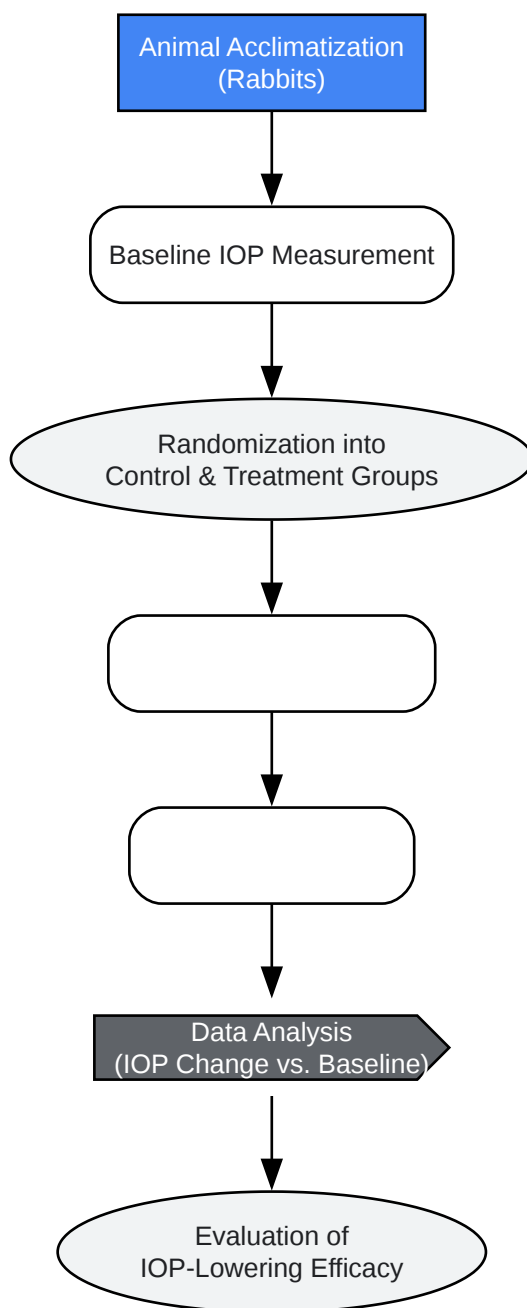 Animal Acclimatization
(Rabbits)
Baseline IOP Measurement
Randomization into
Control & Treatment Groups
Data Analysis
(IOP Change vs. Baseline)
Evaluation of
IOP-Lowering Efficacy